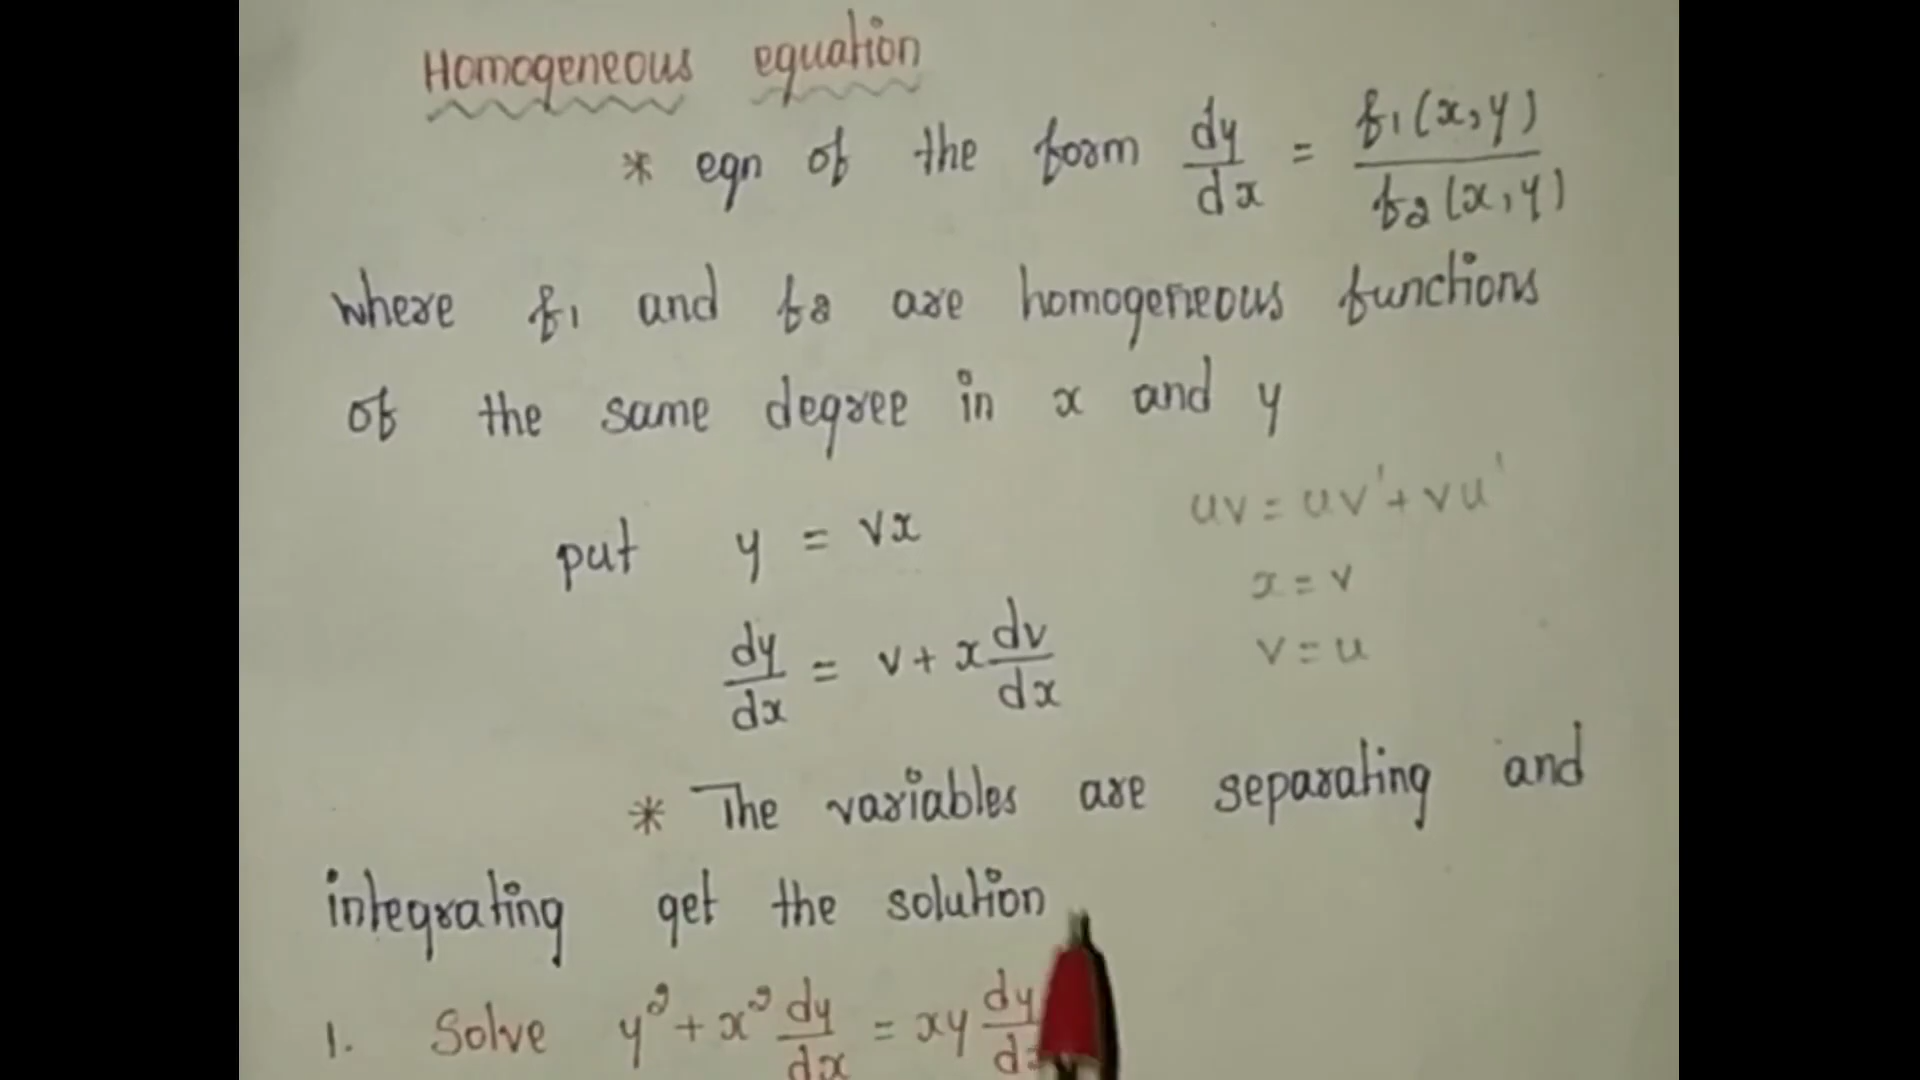 Homogeneous equation
* eqn of the form dy/dx = f1(x,y)/f2(x,y)
where f1 and f2 are homogeneous functions
of the same degree in x and y
put y = vx
uv = uv' + vu'
x = v
dy/dx = v + x dv/dx
v = u
* The variables are separating and
integrating get the solution
1. Solve y² + x² dy/dx = xy dy/